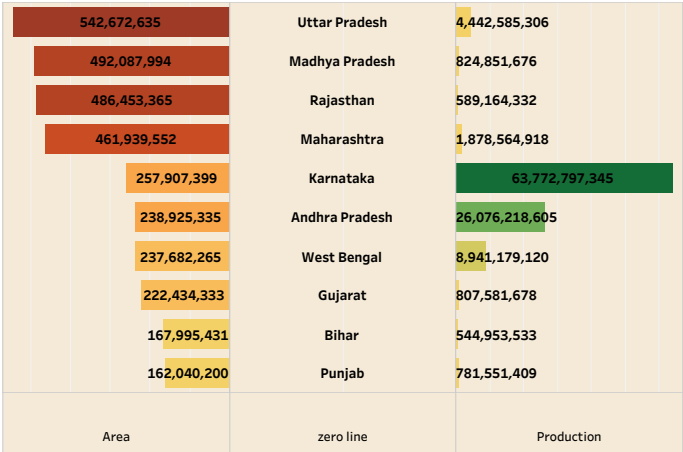 542,672,635 Uttar Pradesh 4,442,585,306
492,087,994 Madhya Pradesh 824,851,676
486,453,365 Rajasthan 589,164,332
461,939,552 Maharashtra 1,878,564,918
257,907,399 Karnataka 63,772,797,345
238,925,335 Andhra Pradesh 26,076,218,605
237,682,265 West Bengal 8,941,179,120
222,434,333 Gujarat 807,581,678
167,995,431 Bihar 544,953,533
162,040,200 Punjab 781,551,409
Area zero line Production